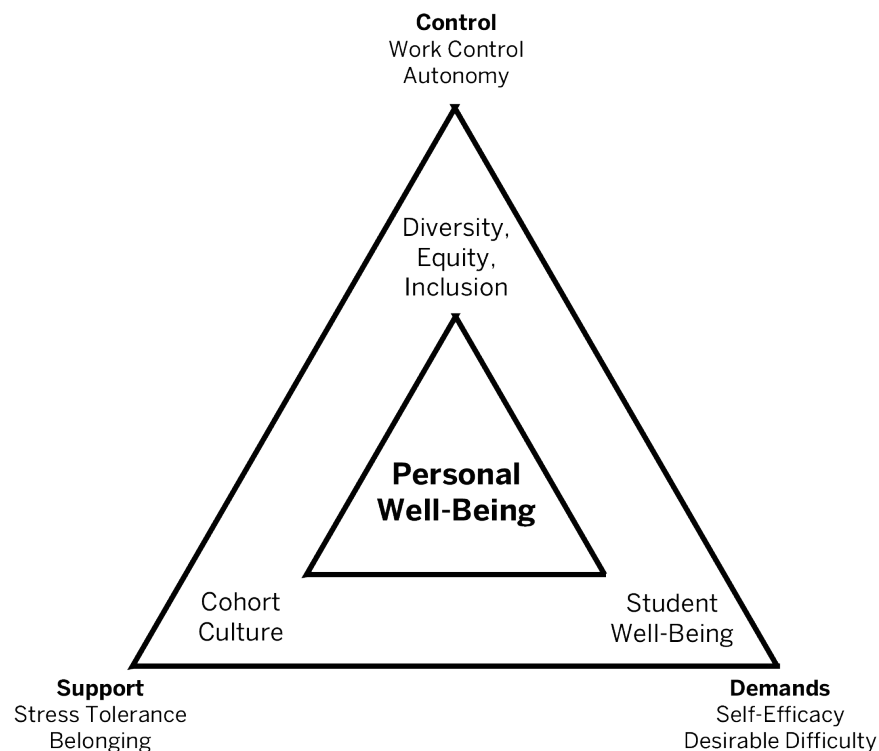 Control
Work Control
Autonomy
Diversity,
Equity,
Inclusion
Personal
Well-Being
Cohort
Culture
Student
Well-Being
Support
Stress Tolerance
Belonging
Demands
Self-Efficacy
Desirable Difficulty